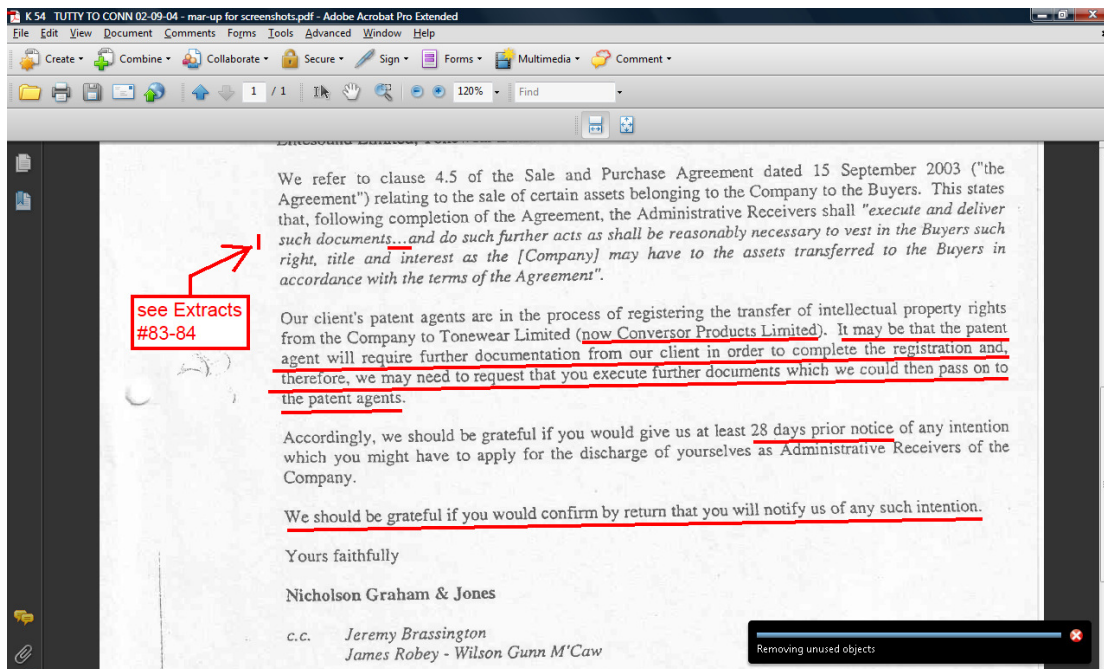 K 54 TUTTY TO CONN 02-09-04 - mar-up for screenshots.pdf - Adobe Acrobat Pro Extended
File Edit View Document Comments Forms Tools Advanced Window Help
Create Combine Collaborate Secure Sign Forms Multimedia Comment
1 / 1 120% Find
We refer to clause 4.5 of the Sale and Purchase Agreement dated 15 September 2003 ("the
Agreement") relating to the sale of certain assets belonging to the Company to the Buyers. This states
that, following completion of the Agreement, the Administrative Receivers shall "execute and deliver
such documents...and do such further acts as shall be reasonably necessary to vest in the Buyers such
right, title and interest as the [Company] may have to the assets transferred to the Buyers in
accordance with the terms of the Agreement".
see Extracts
#83-84
Our client's patent agents are in the process of registering the transfer of intellectual property rights
from the Company to Tonewear Limited (now Conversor Products Limited). It may be that the patent
agent will require further documentation from our client in order to complete the registration and,
therefore, we may need to request that you execute further documents which we could then pass on to
the patent agents.
Accordingly, we should be grateful if you would give us at least 28 days prior notice of any intention
which you might have to apply for the discharge of yourselves as Administrative Receivers of the
Company.
We should be grateful if you would confirm by return that you will notify us of any such intention.
Yours faithfully
Nicholson Graham & Jones
c.c. Jeremy Brassington
James Robey - Wilson Gunn M'Caw
Removing unused objects